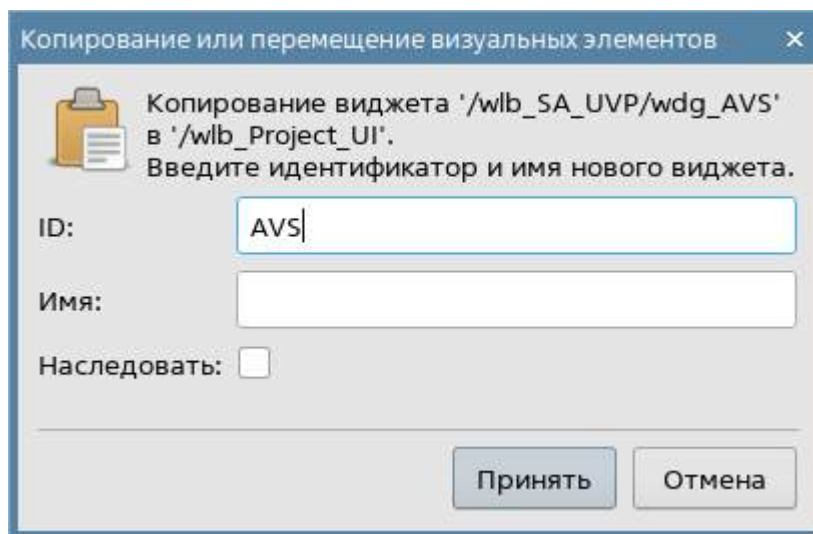 Копирование или перемещение визуальных элементов ×
Копирование виджета '/wlb_SA_UVP/wdg_AVS'
в '/wlb_Project_UI'.
Введите идентификатор и имя нового виджета.
ID: AVS
Имя:
Наследовать:
Принять Отмена